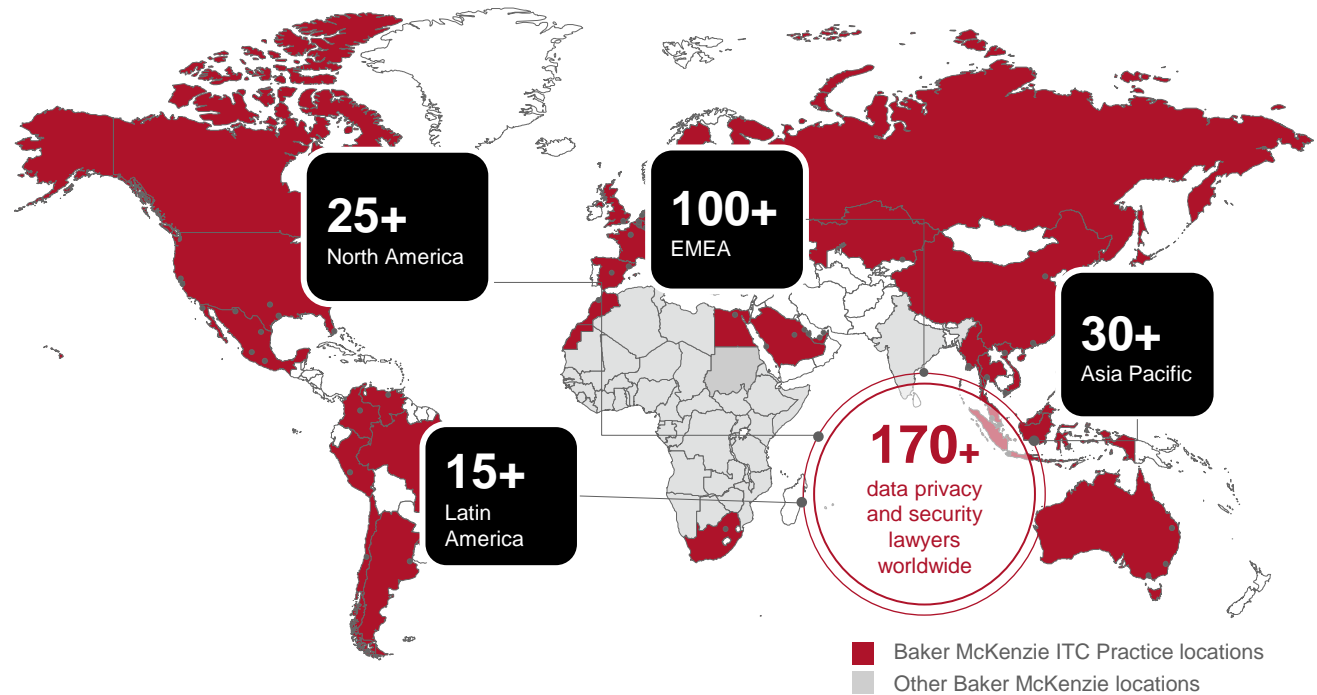 25+
North America
100+
EMEA
30+
Asia Pacific
15+
Latin
America
170+
data privacy
and security
lawyers
worldwide
Baker McKenzie ITC Practice locations
Other Baker McKenzie locations